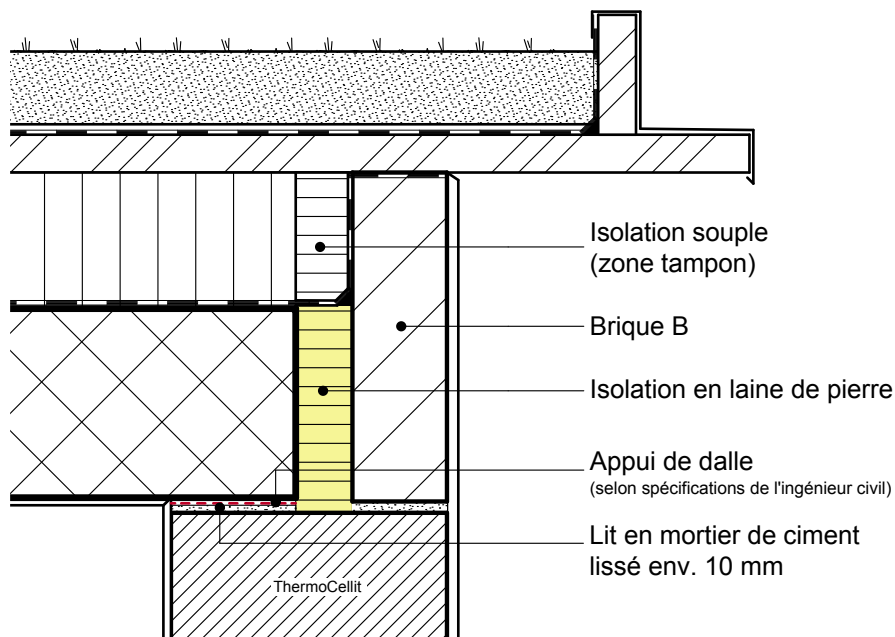 Isolation souple
(zone tampon)
Brique B
Isolation en laine de pierre
Appui de dalle
(selon spécifications de l'ingénieur civil)
Lit en mortier de ciment
lissé env. 10 mm
ThermoCellit